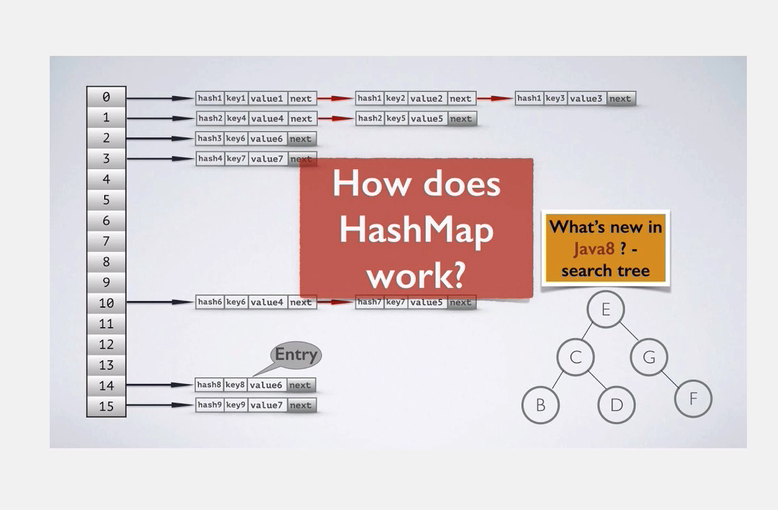 0 hash1 key1 value1 next hash1 key2 value2 next hash1 key3 value3 next
1 hash2 key4 value4 next hash2 key5 value5 next
2 hash3 key6 value6 next
3 hash4 key7 value7 next
4
5
6
7
8
9
10 hash6 key6 value4 next hash7 key7 value5 next
11
12
13
14 hash8 key8 value6 next
15 hash9 key9 value7 next
How does
HashMap
work?
Entry
What's new in
Java8 ? -
search tree
E
C G
B D F